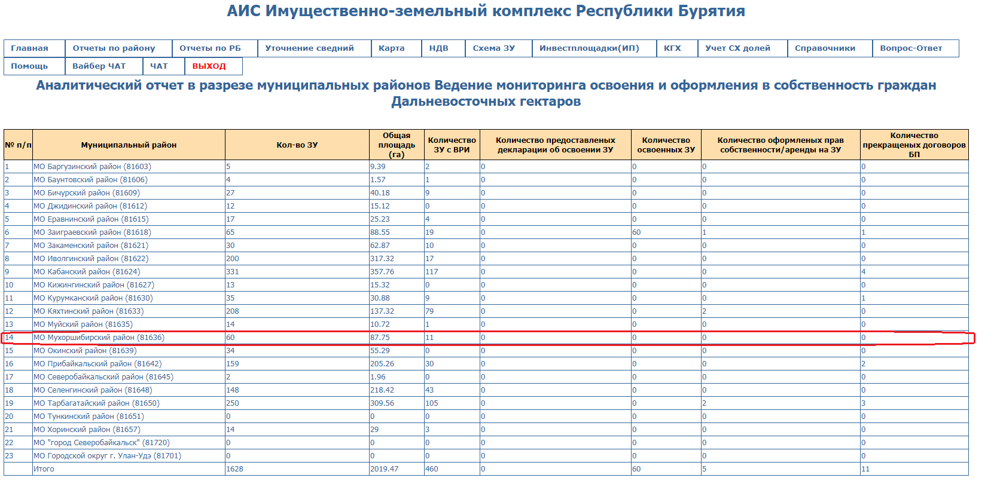 АИС Имущественно-земельный комплекс Республики Бурятия
Главная Отчеты по району Отчеты по РБ Уточнение сведний Карта НДВ Схема ЗУ Инвестплощадки(ИП) КГХ Учет СХ долей Справочники Вопрос-Ответ
Помощь Вайбер ЧАТ ЧАТ ВЫХОД
Аналитический отчет в разрезе муниципальных районов Ведение мониторинга освоения и оформления в собственность граждан
Дальневосточных гектаров
№ п/п Муниципальный район Кол-во ЗУ Общая площадь (га) Количество ЗУ с ВРИ Количество предоставленых декларации об освоении ЗУ Количество освоенных ЗУ Количество оформленых прав собственности/аренды на ЗУ Количество прекращеных договоров БП
1 МО Баргузинский район (81603) 5 9.39 2 0 0 0 0
2 МО Баунтовский район (81606) 4 1.57 1 0 0 0 0
3 МО Бичурский район (81609) 27 40.18 9 0 0 0 0
4 МО Джидинский район (81612) 12 15.12 0 0 0 0 0
5 МО Еравнинский район (81615) 17 25.23 4 0 0 0 0
6 МО Заиграевский район (81618) 65 88.55 19 0 60 1 1
7 МО Закаменский район (81621) 30 62.87 10 0 0 0 0
8 МО Иволгинский район (81622) 200 317.32 17 0 0 0 0
9 МО Кабанский район (81624) 331 357.76 117 0 0 0 4
10 МО Кижингинский район (81627) 13 15.32 0 0 0 0 0
11 МО Курумканский район (81630) 35 30.88 9 0 0 0 1
12 МО Кяхтинский район (81633) 208 137.32 79 0 0 2 0
13 МО Муйский район (81635) 14 10.72 1 0 0 0 0
14 МО Мухоршибирский район (81636) 60 87.75 11 0 0 0 0
15 МО Окинский район (81639) 34 55.29 0 0 0 0 0
16 МО Прибайкальский район (81642) 159 205.26 30 0 0 0 2
17 МО Северобайкальский район (81645) 2 1.96 0 0 0 0 0
18 МО Селенгинский район (81648) 148 218.42 43 0 0 0 0
19 МО Тарбагатайский район (81650) 250 309.56 105 0 0 2 3
20 МО Тункинский район (81651) 0 0 0 0 0 0 0
21 МО Хоринский район (81657) 14 29 3 0 0 0 0
22 МО "город Северобайкальск" (81720) 0 0 0 0 0 0 0
23 МО Городской округ г. Улан-Удэ (81701) 0 0 0 0 0 0 0
Итого 1628 2019.47 460 0 60 5 11